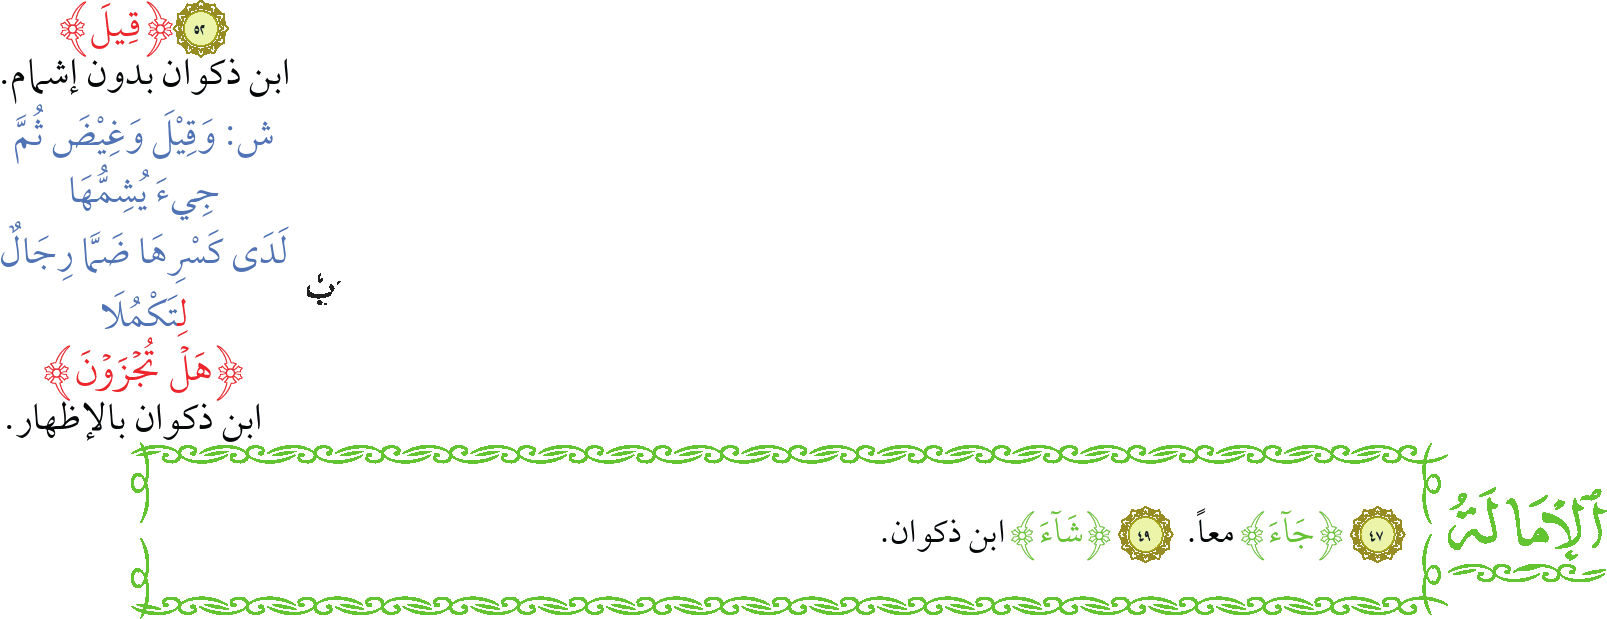 ٥٢ ﴿قِيلَ﴾
ابن ذكوان بدون إشمام.
ش: وَقِيْلَ وَغِيْضَ ثُمَّ
جِيءَ يُشِمُّهَا
لَدَى كَسْرِهَا ضَمًّا رِجَالٌ
لِتَكْمُلَا
﴿هَلْ تُجْزَوْنَ﴾
ابن ذكوان بالإظهار.
اَلْإِمَالَةُ
٤٧ ﴿جَآءَ﴾ معاً. ٤٩ ﴿شَآءَ﴾ ابن ذكوان.